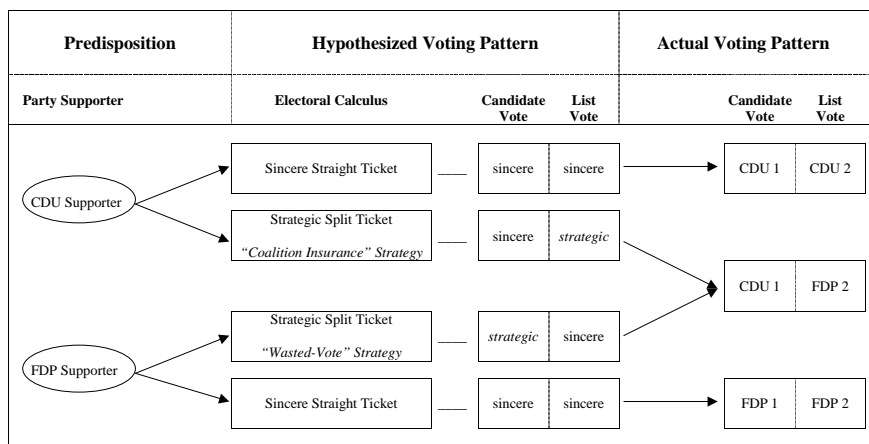 Predisposition Hypothesized Voting Pattern Actual Voting Pattern
Party Supporter Electoral Calculus Candidate Vote List Vote Candidate Vote List Vote
CDU Supporter
Sincere Straight Ticket sincere sincere CDU 1 CDU 2
Strategic Split Ticket
“Coalition Insurance” Strategy
sincere strategic
CDU 1 FDP 2
FDP Supporter
Strategic Split Ticket
“Wasted-Vote” Strategy
strategic sincere
Sincere Straight Ticket sincere sincere FDP 1 FDP 2